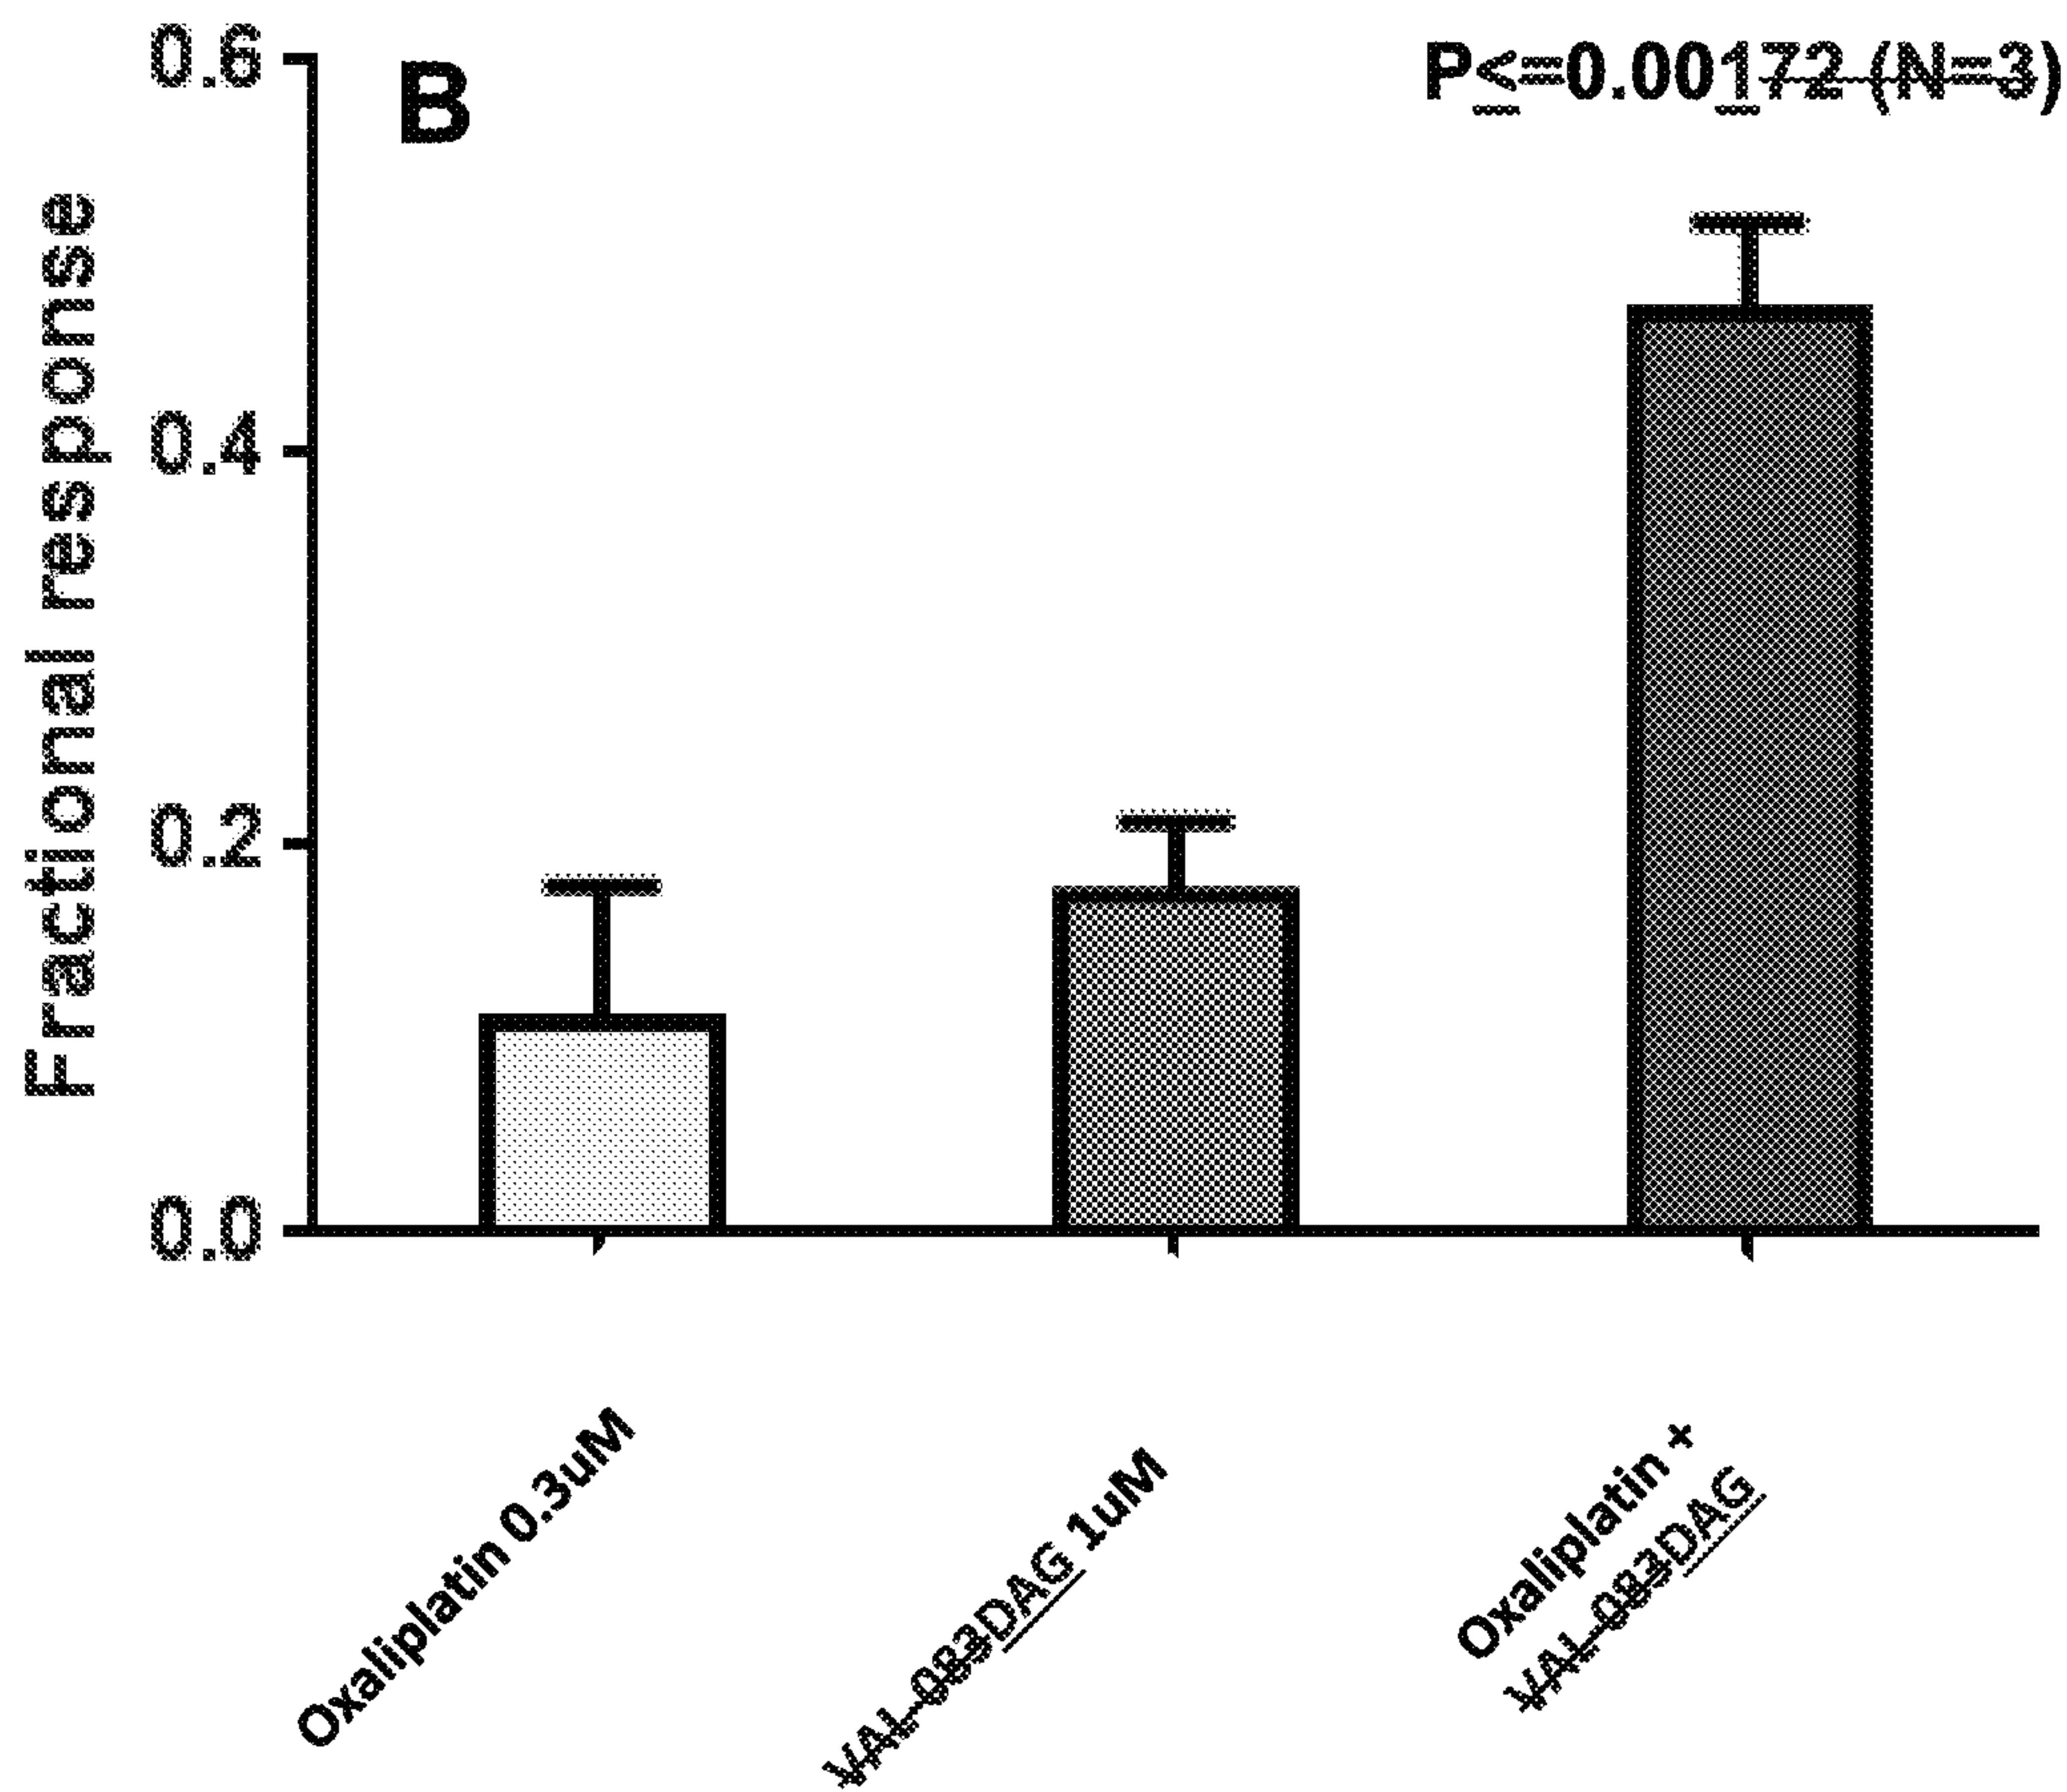 B
P<=0.00172 (N=3)
Fractional response
0.6
0.4
0.2
0.0
Oxaliplatin 0.3uM
VAL-083DAG 1uM
Oxaliplatin +
VAL-083DAG